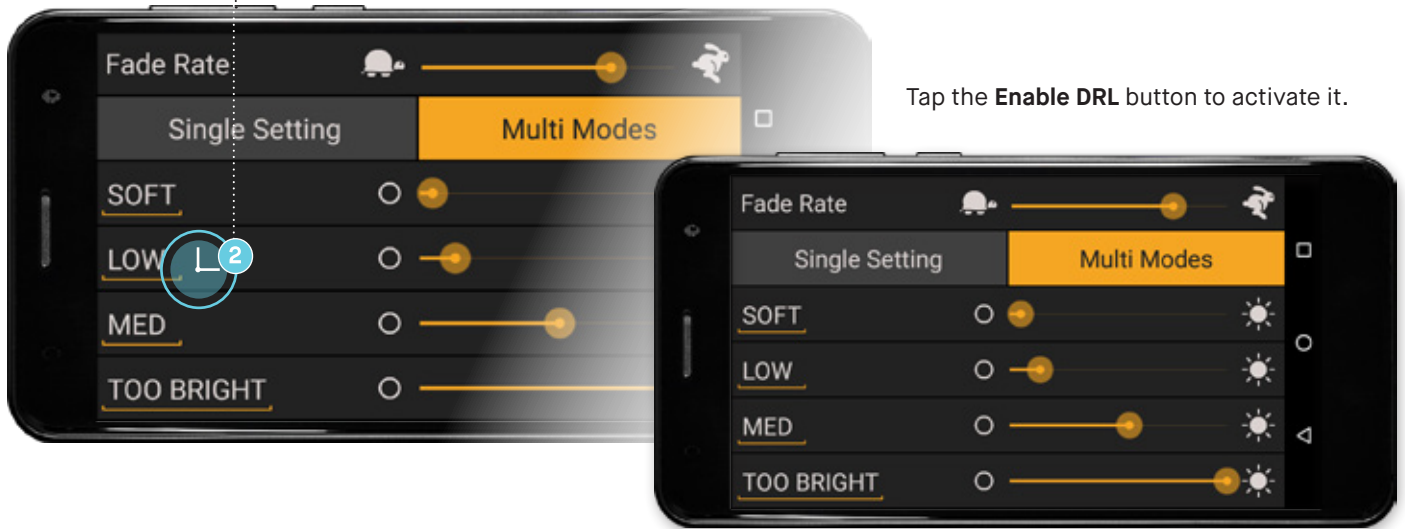 Fade Rate
Single Setting
Multi Modes
SOFT
LOW
2
MED
TOO BRIGHT
Tap the Enable DRL button to activate it.
Fade Rate
Single Setting
Multi Modes
SOFT
LOW
MED
TOO BRIGHT